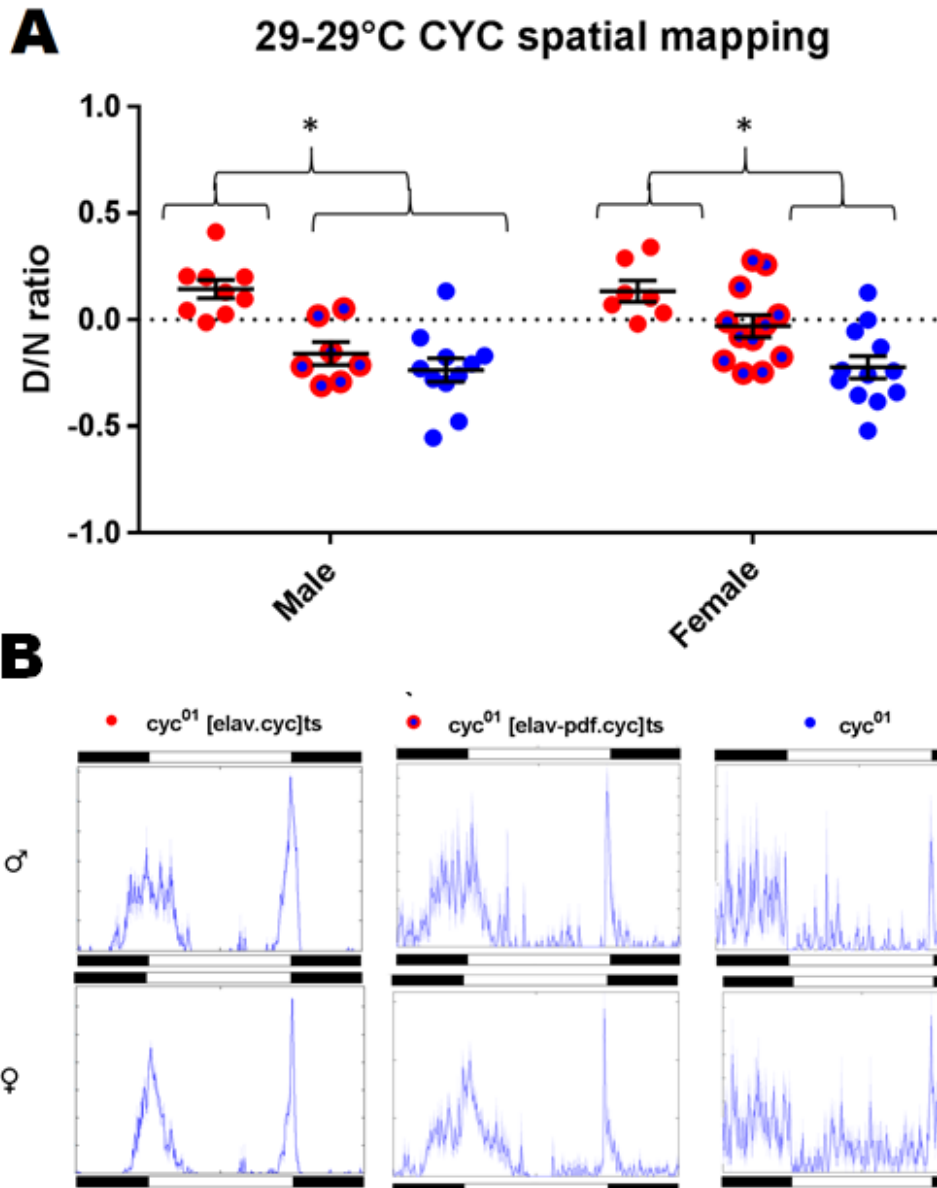 A
29-29°C CYC spatial mapping
1.0
*
*
0.5
D/N ratio
0.0
-0.5
-1.0
Male
Female
B
cyc⁰¹ [elav.cyc]ts
cyc⁰¹ [elav-pdf.cyc]ts
cyc⁰¹
♂
♀